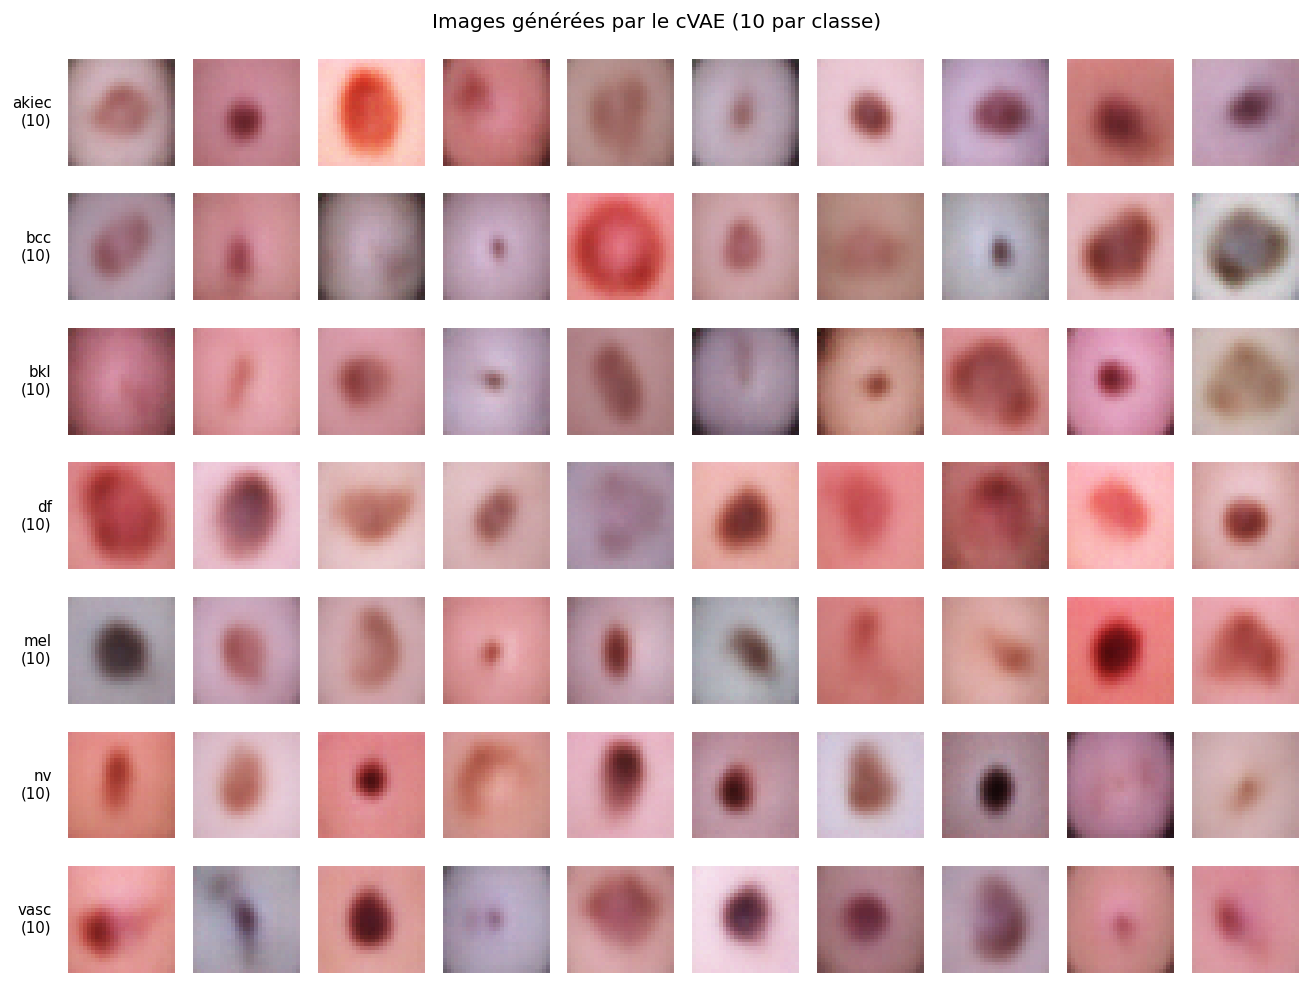 Images générées par le cVAE (10 par classe)
akiec
(10)
bcc
(10)
bkl
(10)
df
(10)
mel
(10)
nv
(10)
vasc
(10)